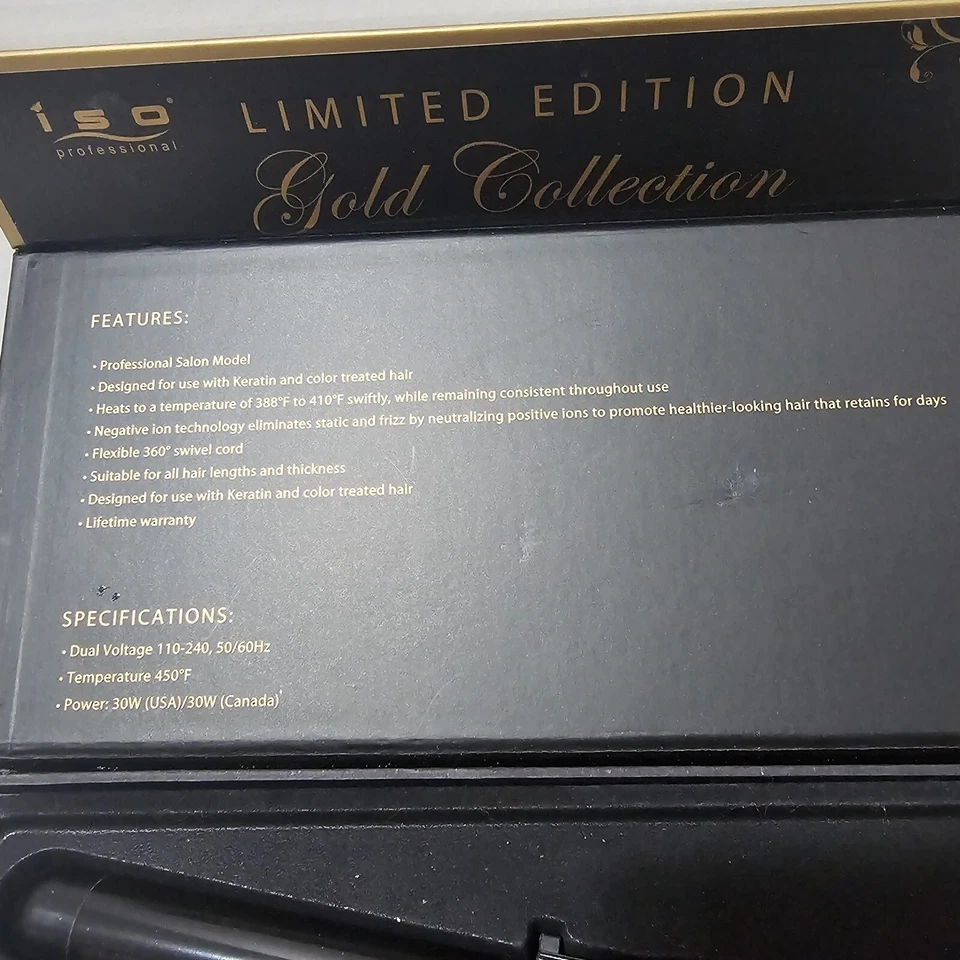 iso®
professional
LIMITED EDITION
Gold Collection
FEATURES:
• Professional Salon Model
• Designed for use with Keratin and color treated hair
• Heats to a temperature of 388°F to 410°F swiftly, while remaining consistent throughout use
• Negative ion technology eliminates static and frizz by neutralizing positive ions to promote healthier-looking hair that retains for days
• Flexible 360° swivel cord
• Suitable for all hair lengths and thickness
• Designed for use with Keratin and color treated hair
• Lifetime warranty
SPECIFICATIONS:
• Dual Voltage 110-240, 50/60Hz
• Temperature 450°F
• Power: 30W (USA)/30W (Canada)